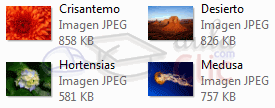 Crisantemo
Imagen JPEG
858 KB
Desierto
Imagen JPEG
826 KB
Hortensias
Imagen JPEG
581 KB
Medusa
Imagen JPEG
757 KB